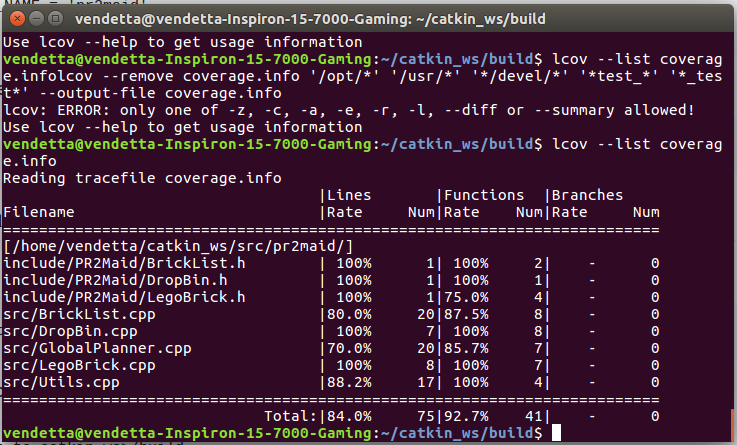 NAME = 'pr2maid'
vendetta@vendetta-Inspiron-15-7000-Gaming: ~/catkin_ws/build
Use lcov --help to get usage information
vendetta@vendetta-Inspiron-15-7000-Gaming:~/catkin_ws/build$ lcov --list coverag
e.infolcov --remove coverage.info '/opt/*' '/usr/*' '*/devel/*' '*test_*' '*_tes
t*' --output-file coverage.info
lcov: ERROR: only one of -z, -c, -a, -e, -r, -l, --diff or --summary allowed!
Use lcov --help to get usage information
vendetta@vendetta-Inspiron-15-7000-Gaming:~/catkin_ws/build$ lcov --list coverag
e.info
Reading tracefile coverage.info
                                      |Lines       |Functions  |Branches
Filename                              |Rate     Num|Rate    Num|Rate     Num
==============================================================================
[/home/vendetta/catkin_ws/src/pr2maid/]
include/PR2Maid/BrickList.h           | 100%      1| 100%     2|    -      0
include/PR2Maid/DropBin.h             | 100%      1| 100%     1|    -      0
include/PR2Maid/LegoBrick.h           | 100%      1|75.0%     4|    -      0
src/BrickList.cpp                     |80.0%     20|87.5%     8|    -      0
src/DropBin.cpp                       | 100%      7| 100%     8|    -      0
src/GlobalPlanner.cpp                 |70.0%     20|85.7%     7|    -      0
src/LegoBrick.cpp                     | 100%      8| 100%     7|    -      0
src/Utils.cpp                         |88.2%     17| 100%     4|    -      0
==============================================================================
                                Total:|84.0%     75|92.7%    41|    -      0
vendetta@vendetta-Inspiron-15-7000-Gaming:~/catkin_ws/build$